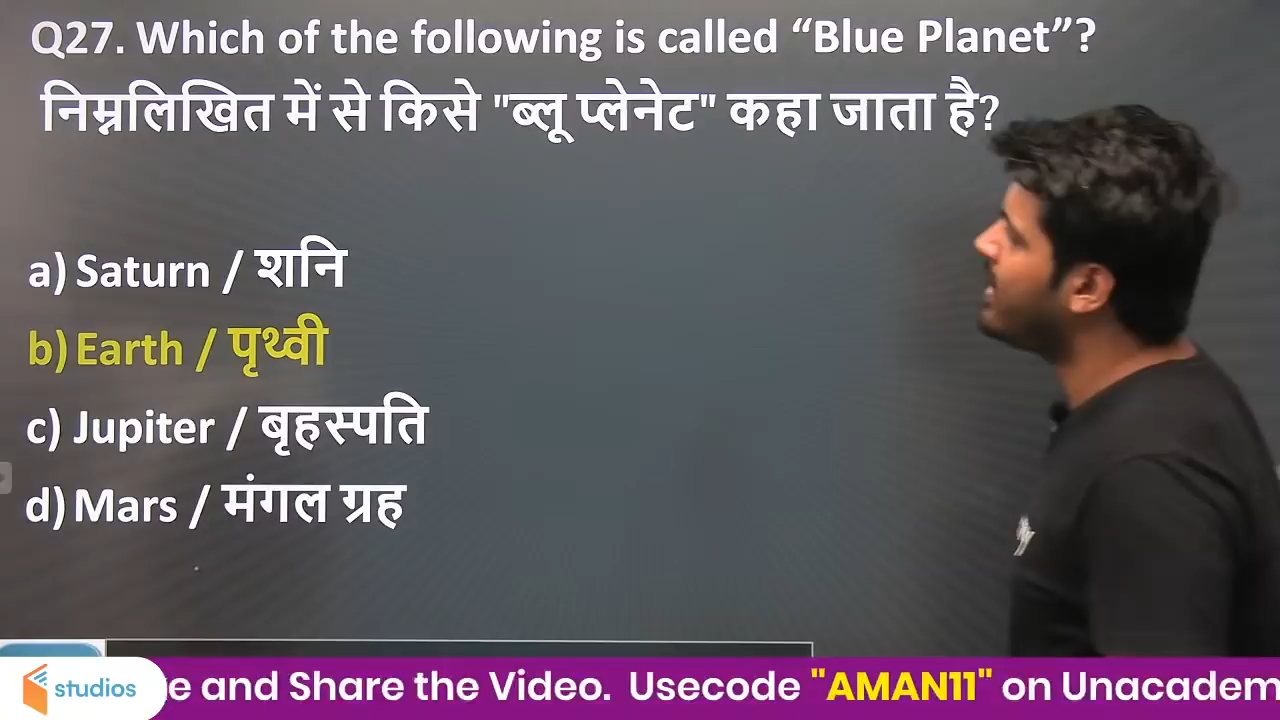 Q27. Which of the following is called “Blue Planet”?
निम्नलिखित में से किसे "ब्लू प्लेनेट" कहा जाता है?
a) Saturn / शनि
b) Earth / पृथ्वी
c) Jupiter / बृहस्पति
d) Mars / मंगल ग्रह
studios
e and Share the Video. Usecode "AMAN11" on Unacadem